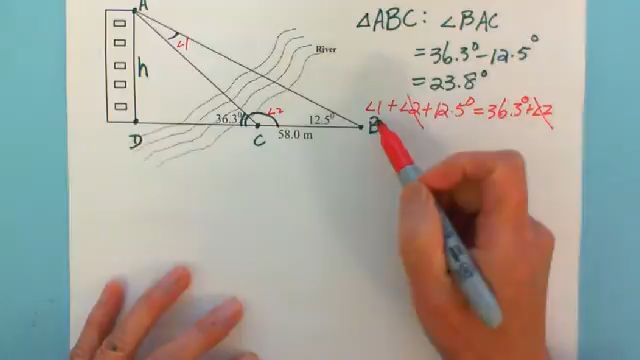 A
△ABC: ∠BAC
∠1
= 36.3° - 12.5°
River
h
= 23.8°
∠1 + ∠2 + 12.5° = 36.3° + ∠2
∠2
36.3°
12.5°
B
D
C
58.0 m